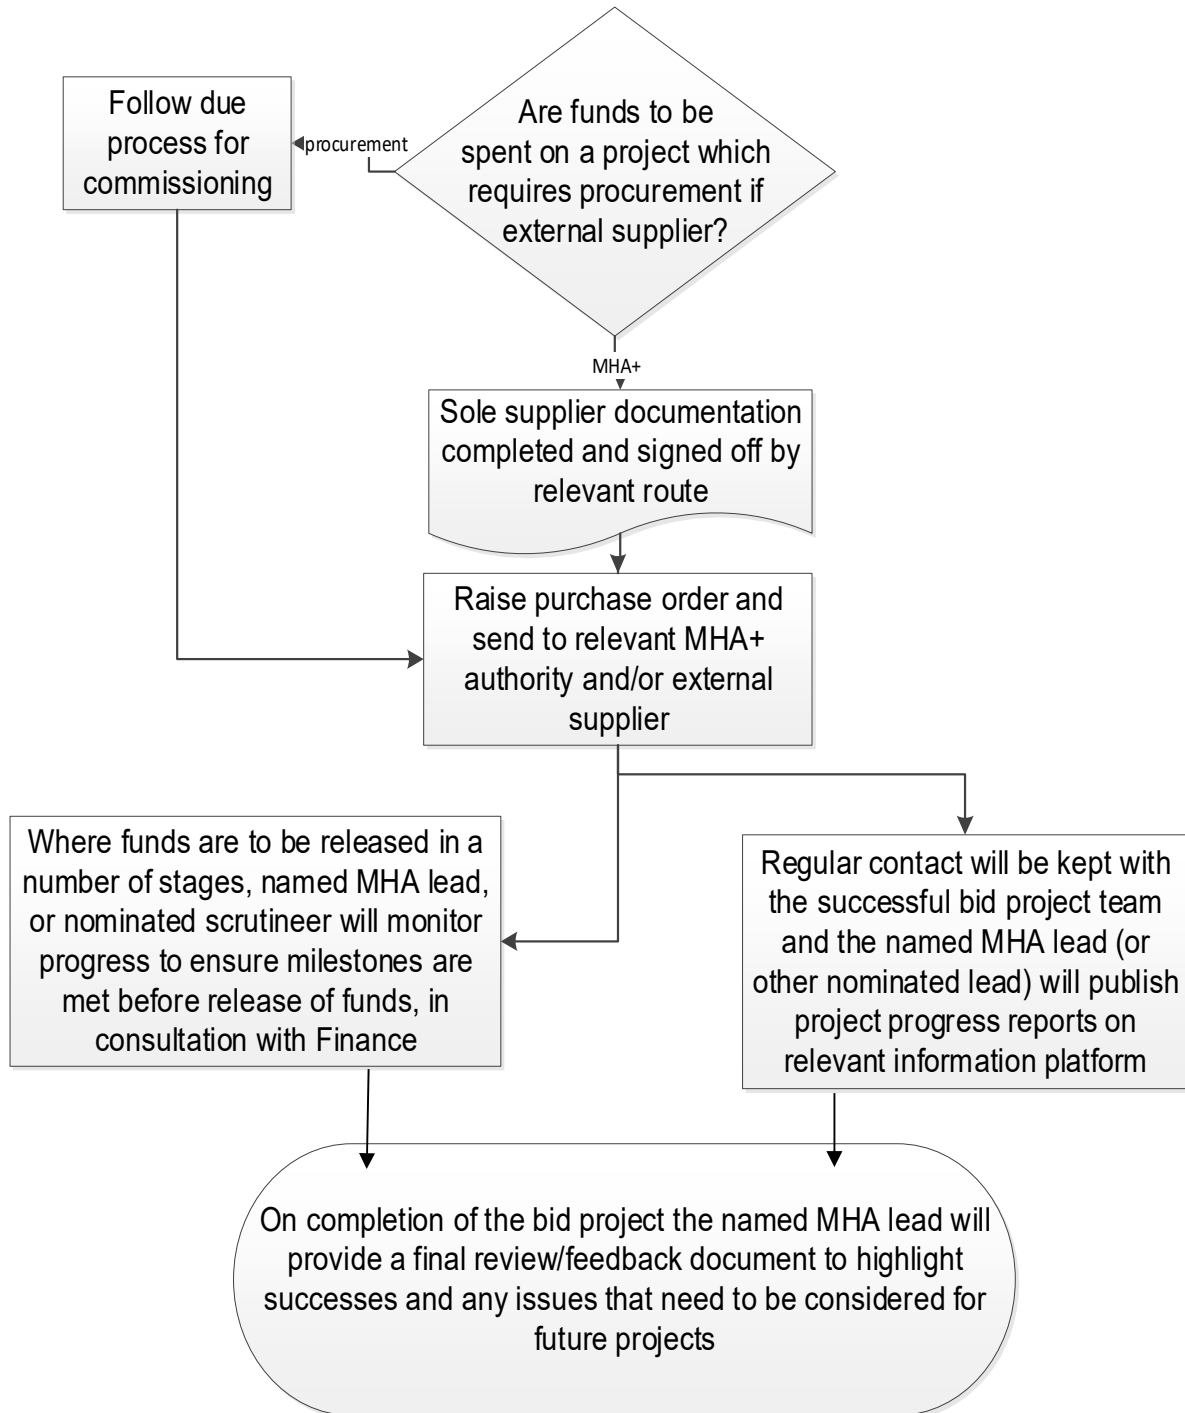 Are funds to be
spent on a project which
requires procurement if
external supplier?
procurement
Follow due
process for
commissioning
MHA+
Sole supplier documentation
completed and signed off by
relevant route
Raise purchase order and
send to relevant MHA+
authority and/or external
supplier
Where funds are to be released in a
number of stages, named MHA lead,
or nominated scrutineer will monitor
progress to ensure milestones are
met before release of funds, in
consultation with Finance
Regular contact will be kept with
the successful bid project team
and the named MHA lead (or
other nominated lead) will publish
project progress reports on
relevant information platform
On completion of the bid project the named MHA lead will
provide a final review/feedback document to highlight
successes and any issues that need to be considered for
future projects